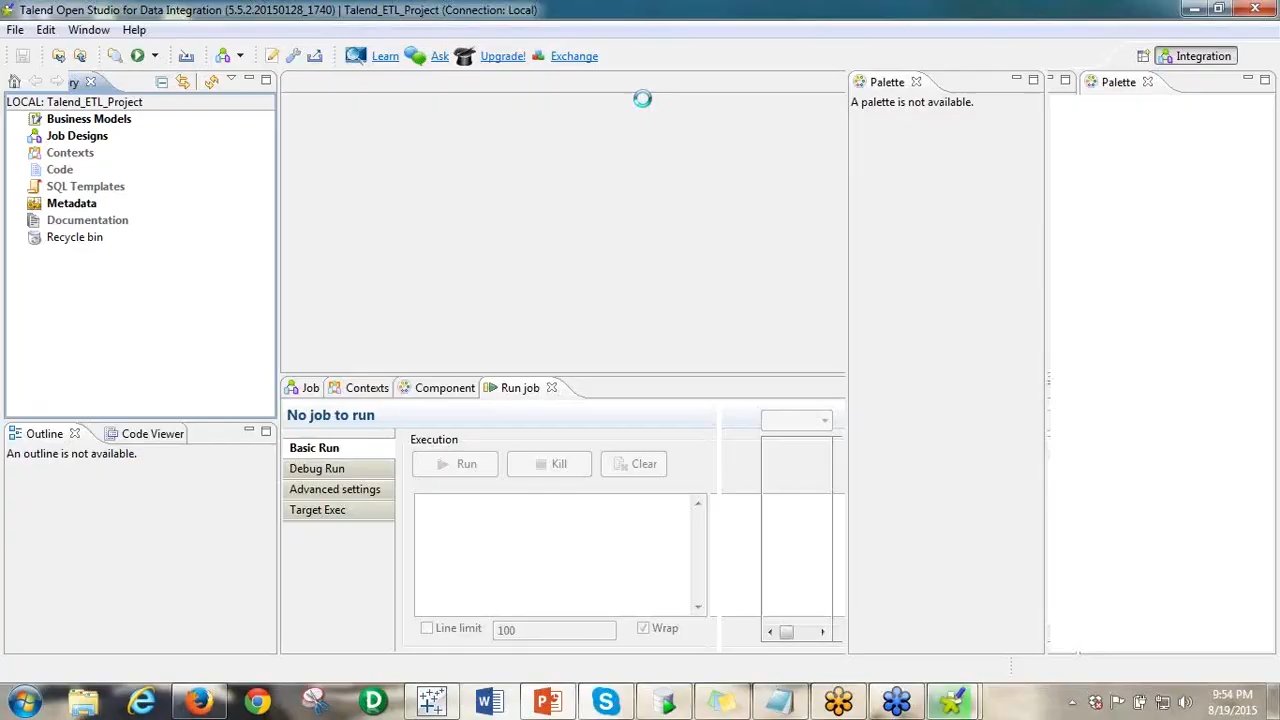 Talend Open Studio for Data Integration (5.5.2.20150128_1740) | Talend_ETL_Project (Connection: Local)
File Edit Window Help
Learn Ask Upgrade! Exchange Integration
ry
LOCAL: Talend_ETL_Project
Business Models
Job Designs
Contexts
Code
SQL Templates
Metadata
Documentation
Recycle bin
Palette
A palette is not available.
Palette
Outline Code Viewer
An outline is not available.
Job Contexts Component Run job
No job to run
Basic Run
Debug Run
Advanced settings
Target Exec
Execution
Run Kill Clear
Line limit 100 Wrap
9:54 PM
8/19/2015